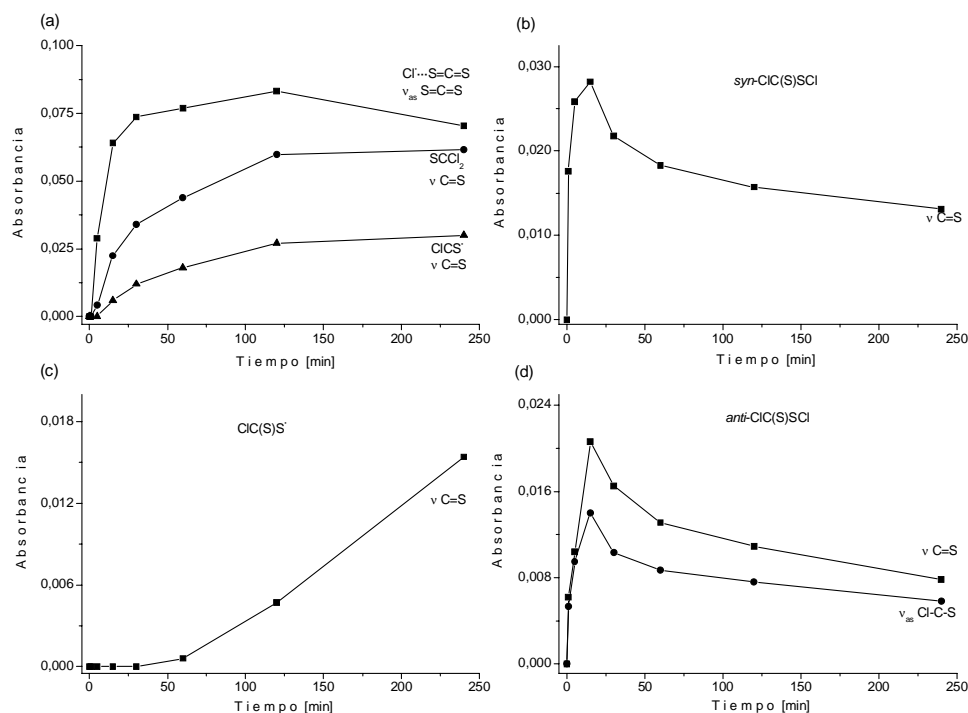 (a)
0,100
0,075
0,050
0,025
0,000
Absorbancia
Cl˙···S=C=S
νas S=C=S
SCCl2
ν C=S
ClCS˙
ν C=S
0 50 100 150 200 250
Tiempo [min]
(b)
0,030
0,020
0,010
0,000
Absorbancia
syn-ClC(S)SCl
ν C=S
0 50 100 150 200 250
Tiempo [min]
(c)
0,018
0,012
0,006
0,000
Absorbancia
ClC(S)S˙
ν C=S
0 50 100 150 200 250
Tiempo [min]
(d)
0,024
0,016
0,008
0,000
Absorbancia
anti-ClC(S)SCl
ν C=S
νas Cl-C-S
0 50 100 150 200 250
Tiempo [min]